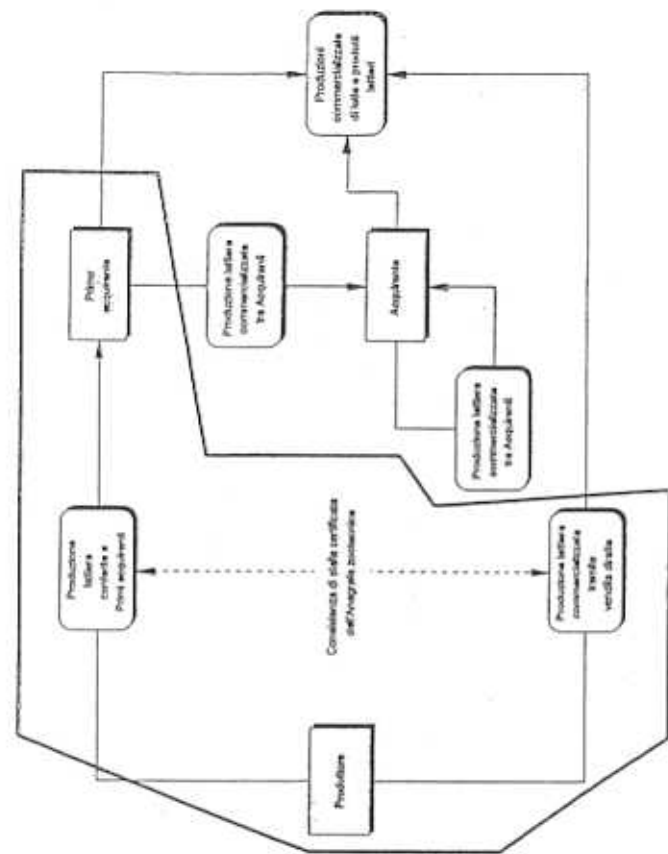 Produttore
Produzione
lattiera
conferita a
Primi acquirenti
Consistenza di stalla certificata
dell'Anagrafe zootecnica
Produzione lattiera
commercializzata
tramite
vendita diretta
Primo
acquirente
Produzione lattiera
commercializzata
tra Acquirenti
Acquirente
Produzione lattiera
commercializzata
tra Acquirenti
Produzioni
commercializzate
di latte e prodotti
lattieri